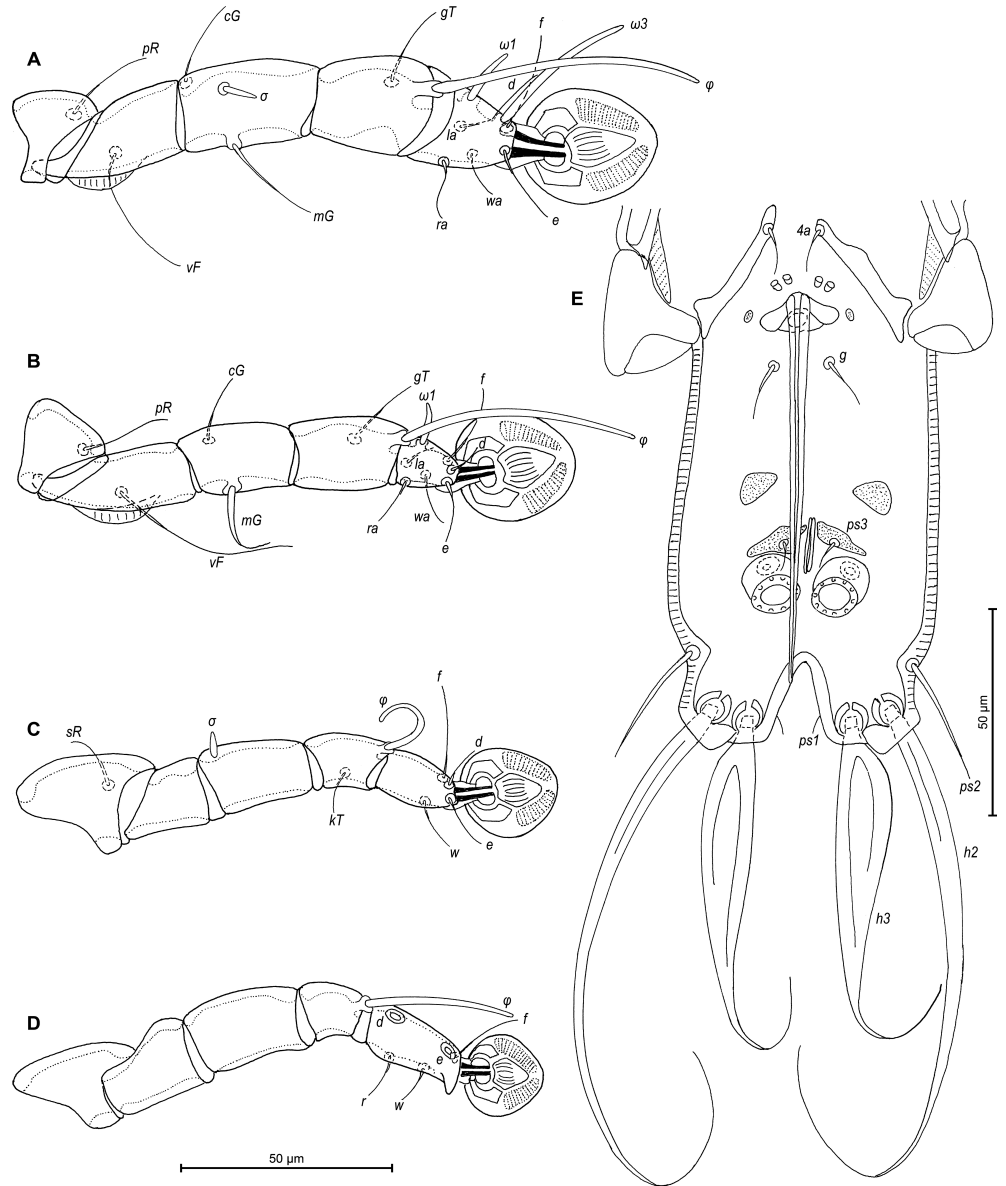 A
pR
cG
σ
gT
ω1
f
ω3
d
φ
la
mG
ra
wa
e
vF
B
pR
cG
gT
ω1
f
φ
la
d
mG
ra
wa
e
vF
C
sR
σ
φ
f
d
kT
w
e
D
d
φ
f
e
r
w
50 µm
E
4a
g
ps3
ps1
ps2
h2
h3
50 µm